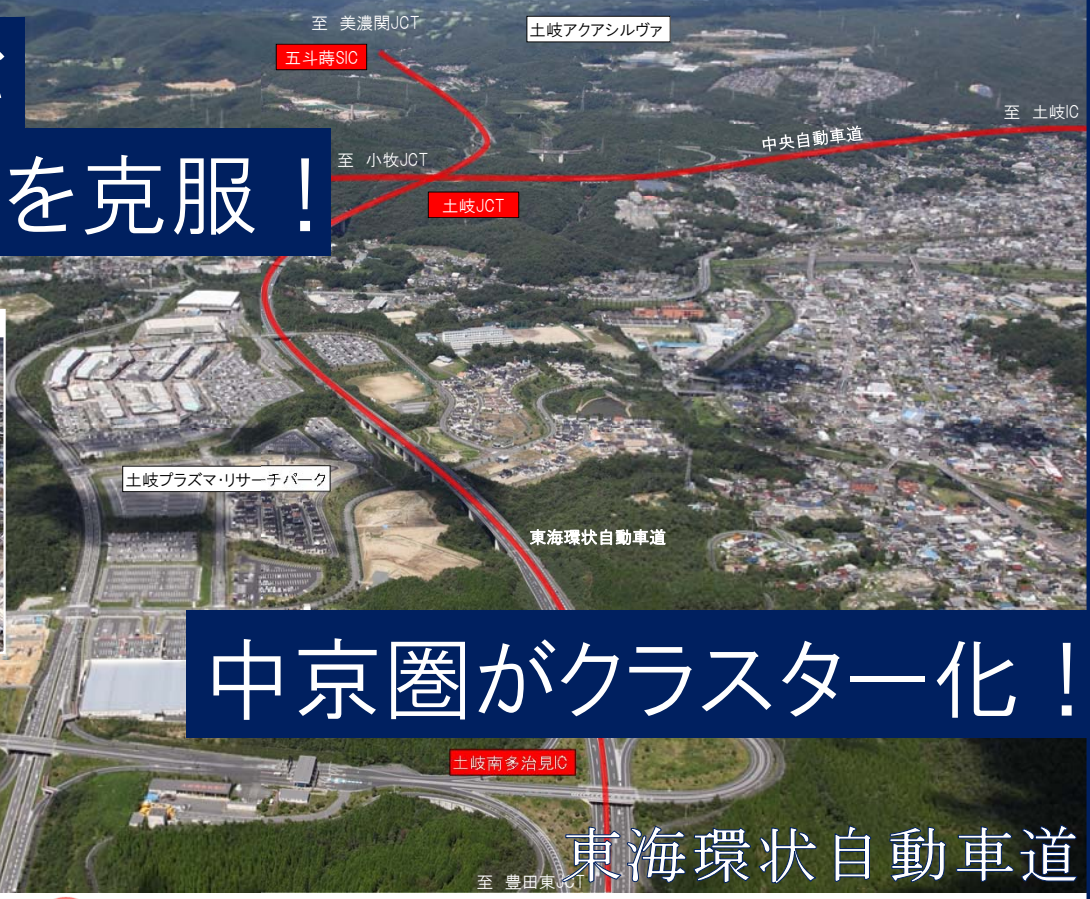 至 美濃関JCT
土岐アクアシルヴァ
五斗蒔SIC
至 土岐IC
中央自動車道
を克服！
至 小牧JCT
土岐JCT
土岐プラズマ・リサーチパーク
東海環状自動車道
中京圏がクラスター化！
土岐南多治見IC
東海環状自動車道
至 豊田東JCT